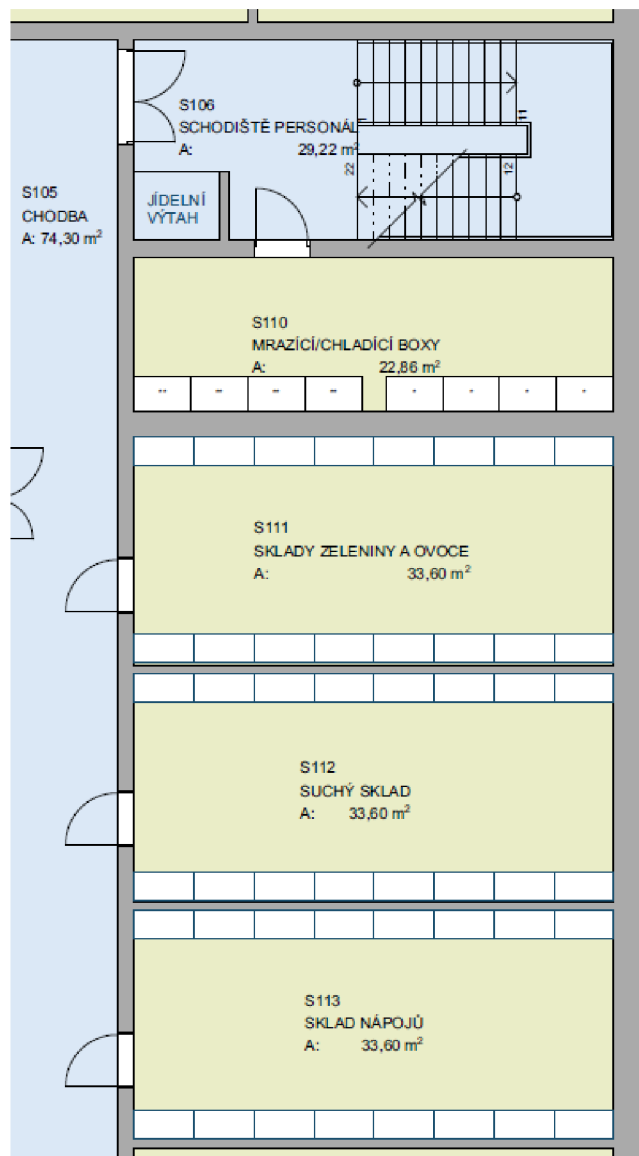 S106
SCHODIŠTĚ PERSONÁL
A: 29,22 m²
11
22
12
JÍDELNÍ
VÝTAH
S105
CHODBA
A: 74,30 m²
S110
MRAZÍCÍ/CHLADÍCÍ BOXY
A: 22,86 m²
** ** ** ** * * * *
S111
SKLADY ZELENINY A OVOCE
A: 33,60 m²
S112
SUCHÝ SKLAD
A: 33,60 m²
S113
SKLAD NÁPOJŮ
A: 33,60 m²